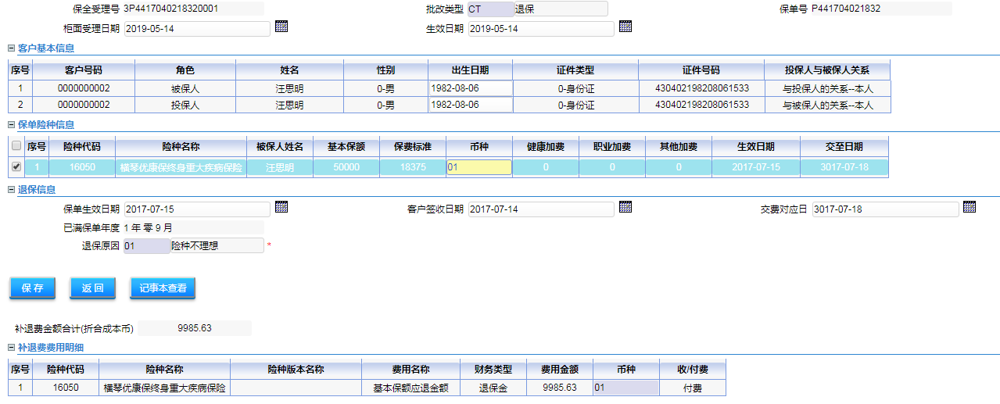 保全受理号 3P4417040218320001 批改类型 CT 退保 保单号 P441704021832
柜面受理日期 2019-05-14 生效日期 2019-05-14
客户基本信息
序号 客户号码 角色 姓名 性别 出生日期 证件类型 证件号码 投保人与被保人关系
1 0000000002 被保人 汪思明 0-男 1982-08-06 0-身份证 430402198208061533 与投保人的关系--本人
2 0000000002 投保人 汪思明 0-男 1982-08-06 0-身份证 430402198208061533 与被保人的关系--本人
保单险种信息
序号 险种代码 险种名称 被保人姓名 基本保额 保费标准 币种 健康加费 职业加费 其他加费 生效日期 交至日期
1 16050 横琴优康保终身重大疾病保险 汪思明 50000 18375 01 0 0 0 2017-07-15 3017-07-18
退保信息
保单生效日期 2017-07-15 客户签收日期 2017-07-14 交费对应日 3017-07-18
已满保单年度 1 年 零 9 月
退保原因 01 险种不理想 *
保 存 返 回 记事本查看
补退费金额合计(折合成本币) 9985.63
补退费费用明细
序号 险种代码 险种名称 险种版本名称 费用名称 财务类型 费用金额 币种 收/付费
1 16050 横琴优康保终身重大疾病保险 基本保额应退金额 退保金 9985.63 01 付费